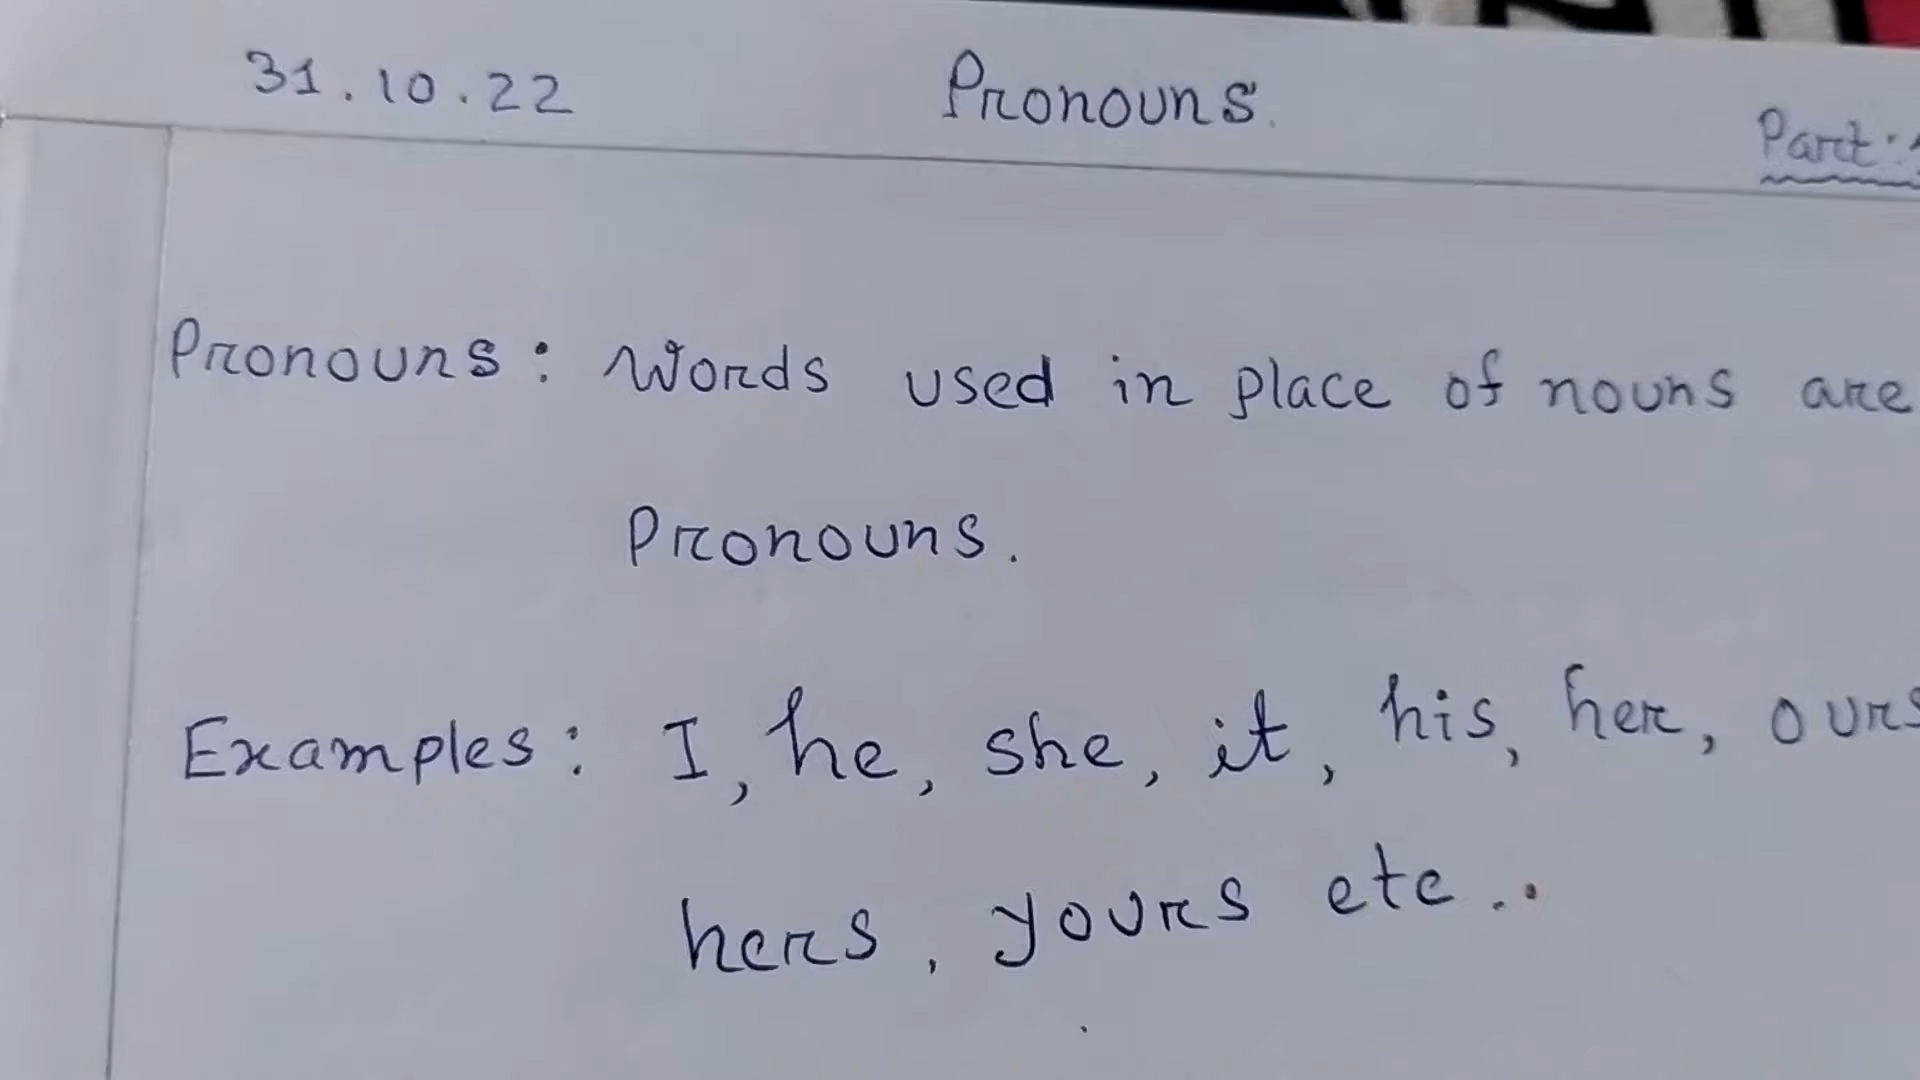 31.10.22 Pronouns.
Part:
Pronouns: Words used in place of nouns are
Pronouns.
Examples: I, he, she, it, his, her, ours
hers, yours etc..